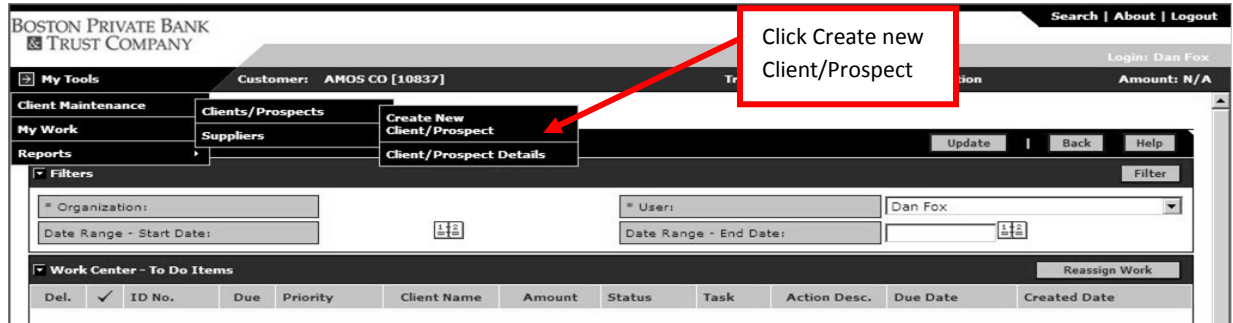 BOSTON PRIVATE BANK
& TRUST COMPANY
Search | About | Logout
Click Create new
Client/Prospect
Login: Dan Fox
My Tools
Customer: AMOS CO [10837]
Amount: N/A
Client Maintenance
Clients/Prospects
Create New
Client/Prospect
My Work
Suppliers
Reports
Client/Prospect Details
Update | Back Help
Filters
Filter
* Organization:
* User:
Dan Fox
Date Range - Start Date:
Date Range - End Date:
Work Center - To Do Items
Reassign Work
Del. ✓ ID No. Due Priority Client Name Amount Status Task Action Desc. Due Date Created Date